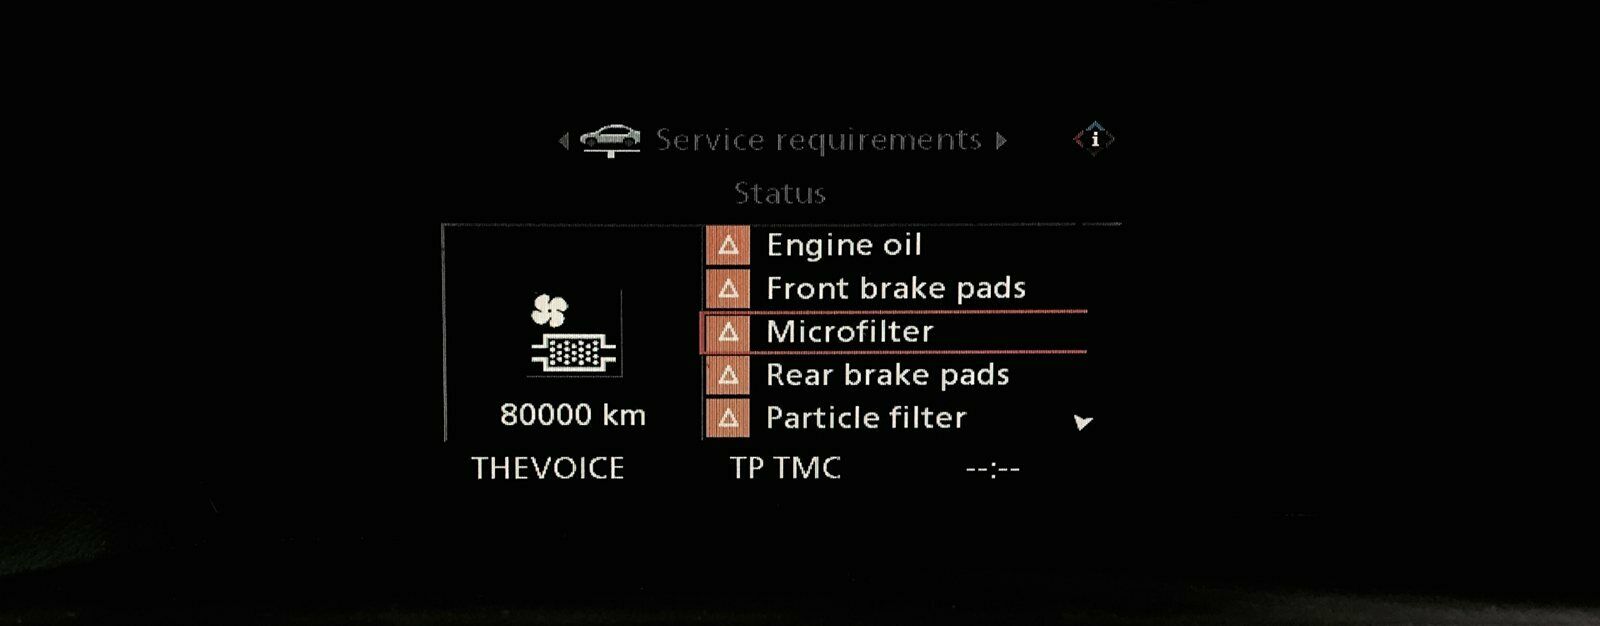 Service requirements
Status
Engine oil
Front brake pads
Microfilter
Rear brake pads
Particle filter
80000 km
THEVOICE TP TMC --:--